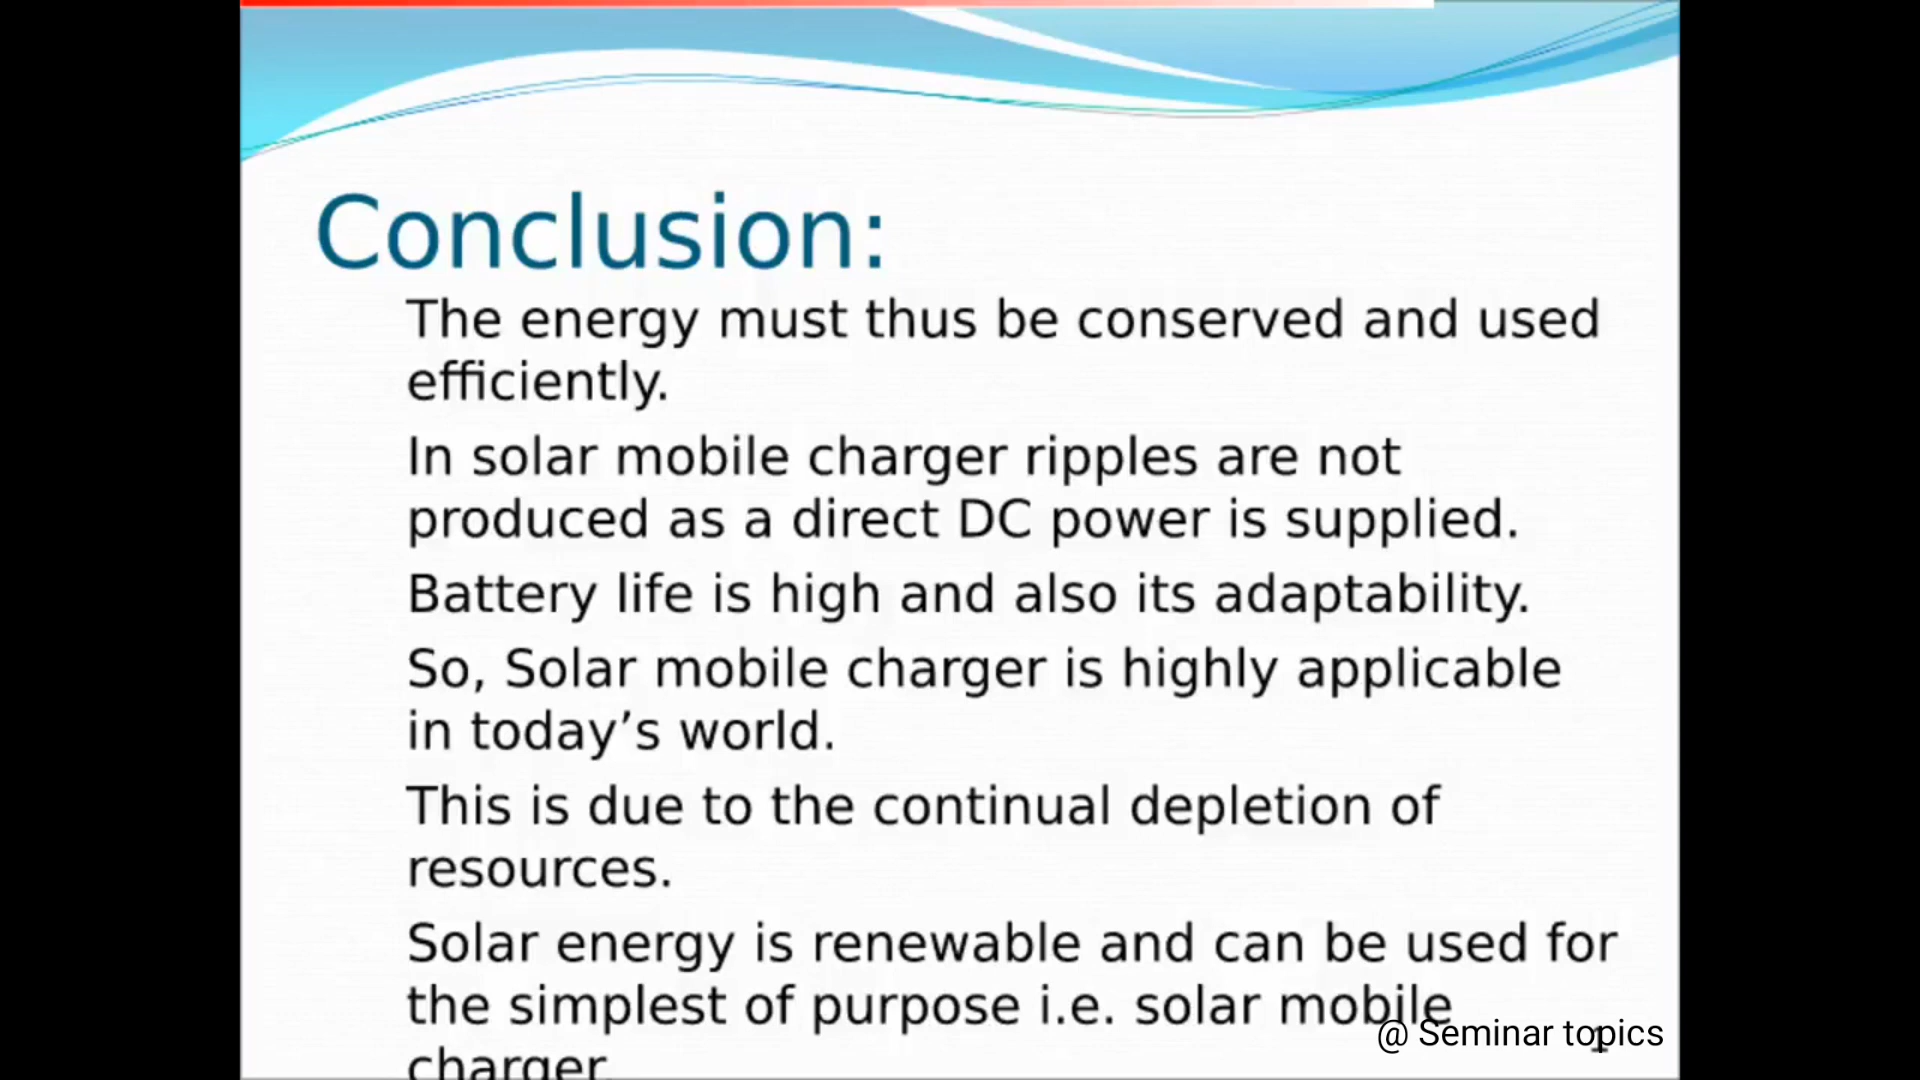 Conclusion:
The energy must thus be conserved and used
efficiently.
In solar mobile charger ripples are not
produced as a direct DC power is supplied.
Battery life is high and also its adaptability.
So, Solar mobile charger is highly applicable
in today’s world.
This is due to the continual depletion of
resources.
Solar energy is renewable and can be used for
the simplest of purpose i.e. solar mobile
charger.
@ Seminar topics